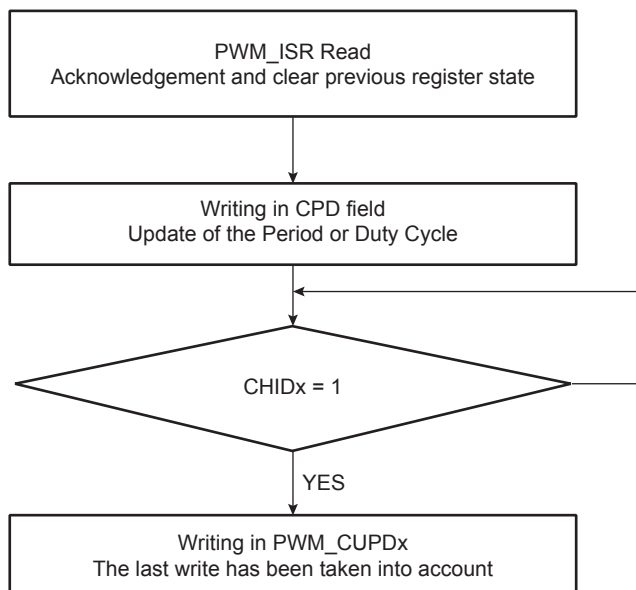 PWM_ISR Read
Acknowledgement and clear previous register state
Writing in CPD field
Update of the Period or Duty Cycle
CHIDx = 1
YES
Writing in PWM_CUPDx
The last write has been taken into account